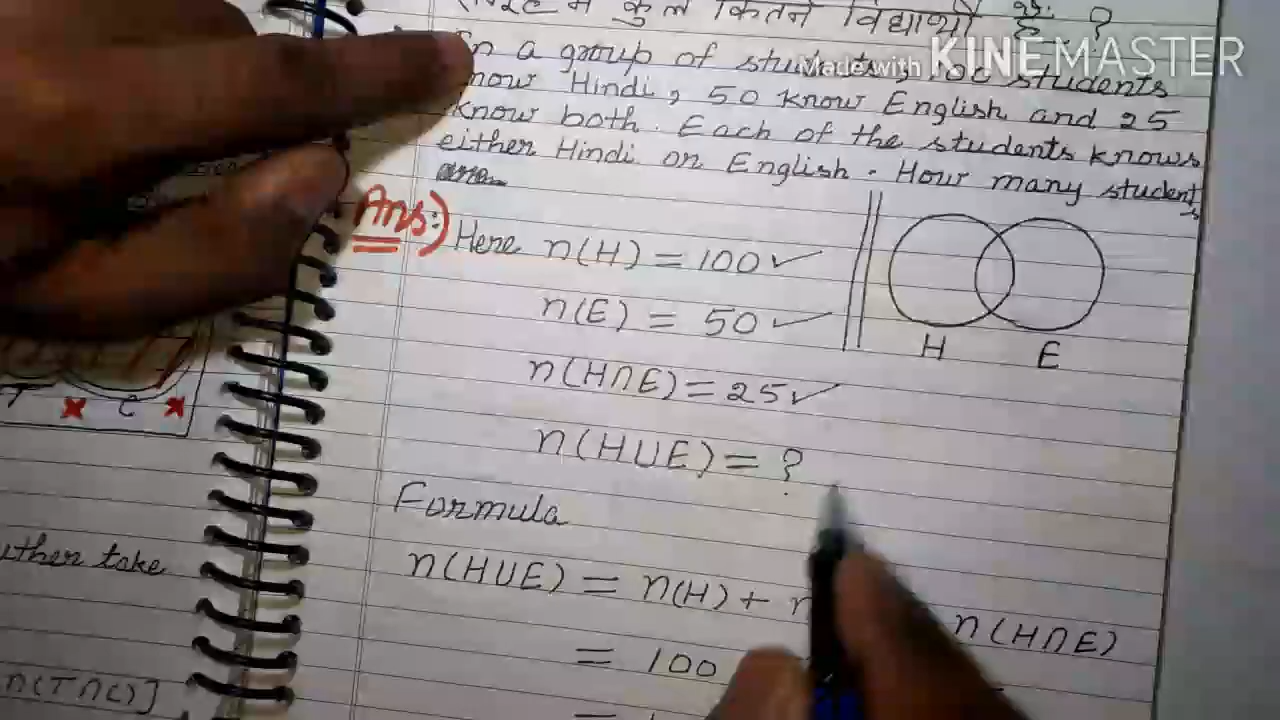 में कुल कितने विद्यार्थी हैं ?
In a group of students, 100 students
know Hindi, 50 know English and 25
know both. Each of the students knows
either Hindi or English. How many students
Made with KINEMASTER
Ans:) Here n(H) = 100 ✓
n(E) = 50 ✓
n(H∩E) = 25 ✓
n(H∪E) = ?
H E
Formula
n(H∪E) = n(H) + n(H∩E)
= 100
=
C
either take
n(T∩C)]